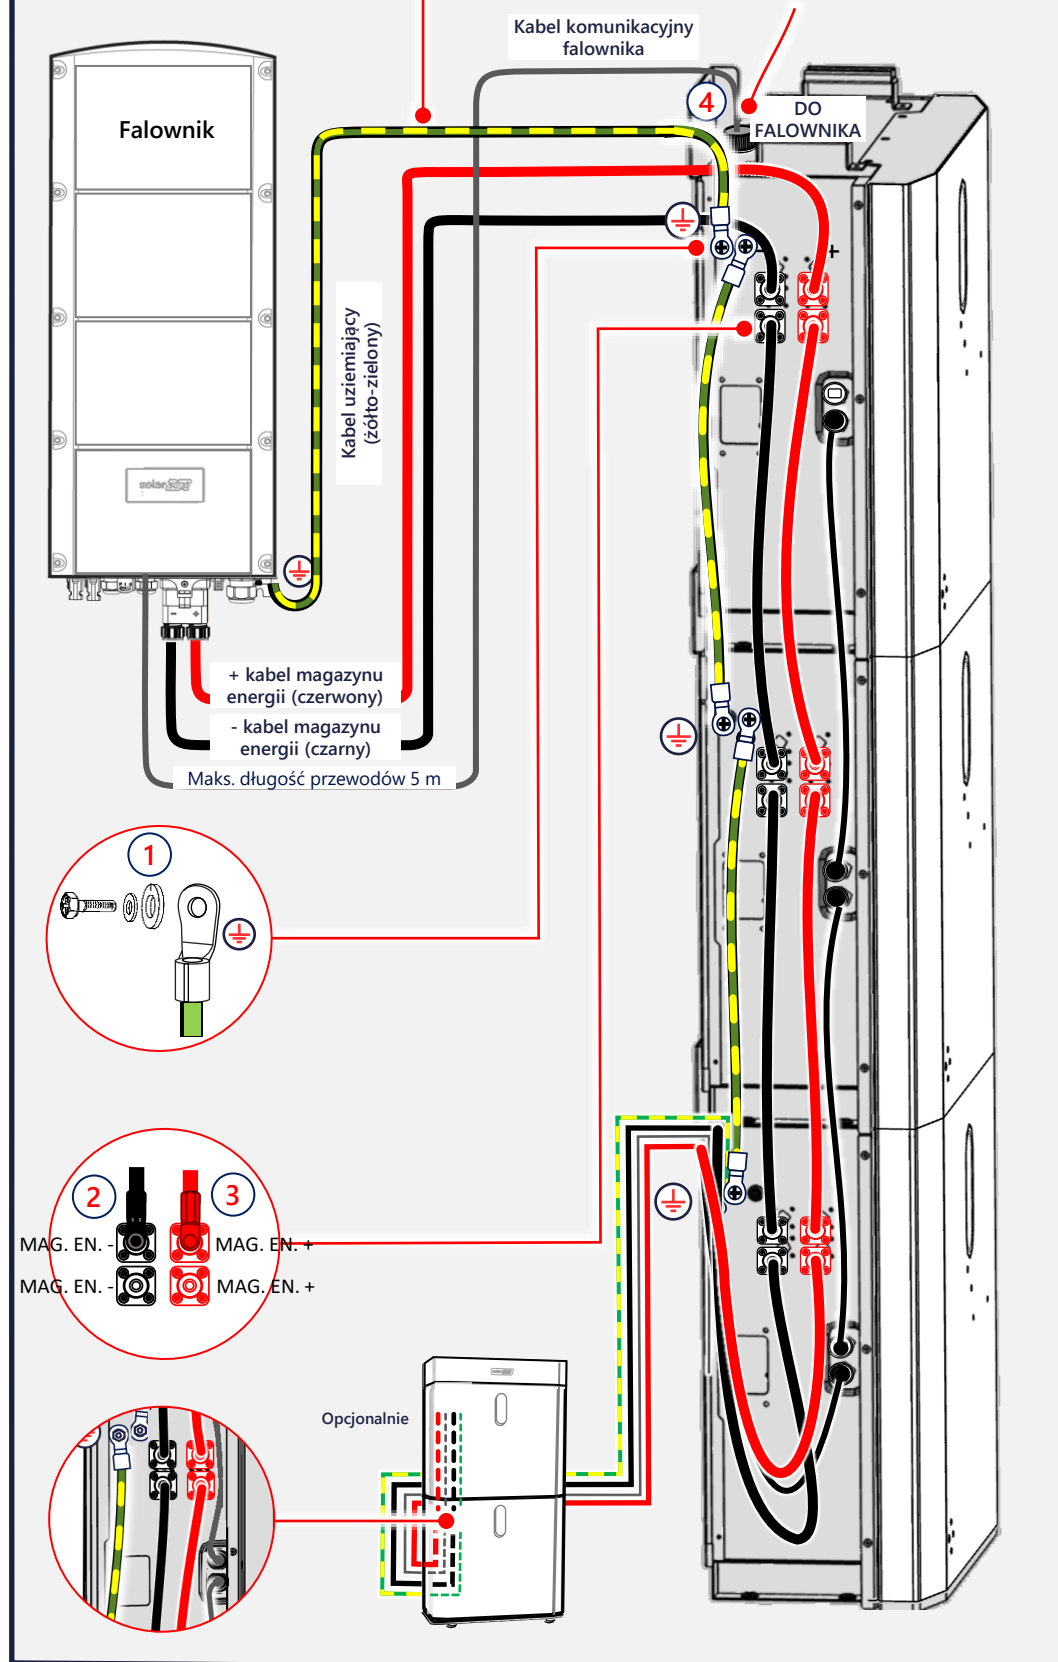 Kabel komunikacyjny
falownika
4
DO
FALOWNIKA
Falownik
+
Kabel uziemiający
(żółto-zielony)
solaredge
- +
+ kabel magazynu
energii (czerwony)
- kabel magazynu
energii (czarny)
Maks. długość przewodów 5 m
1
2
3
MAG. EN. -
MAG. EN. +
MAG. EN. -
MAG. EN. +
Opcjonalnie